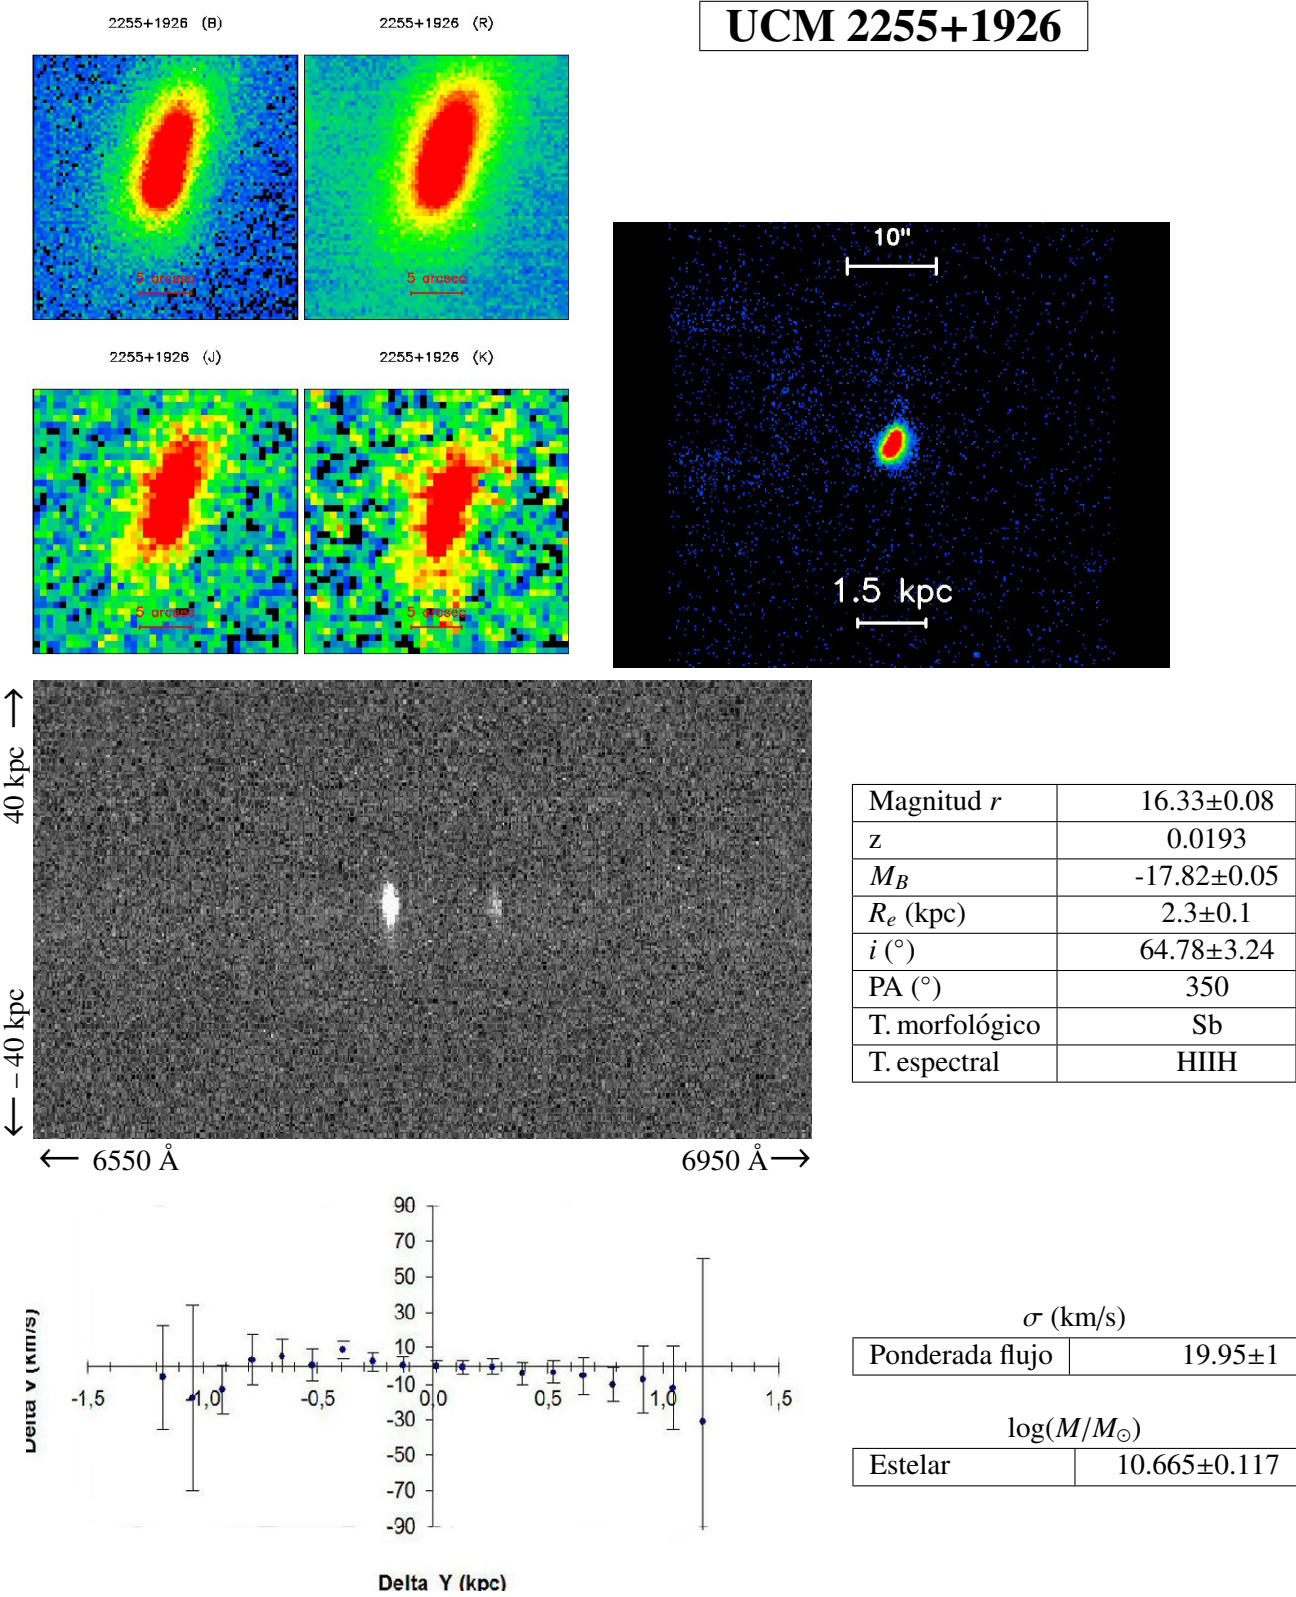 UCM 2255+1926
2255+1926 (B)
2255+1926 (R)
5 arcsec
5 arcsec
2255+1926 (J)
2255+1926 (K)
5 arcsec
5 arcsec
10"
1.5 kpc
← − 40 kpc
40 kpc →
← 6550 Å
6950 Å →
Magnitud r 16.33±0.08
z 0.0193
M_B -17.82±0.05
R_e (kpc) 2.3±0.1
i (°) 64.78±3.24
PA (°) 350
T. morfológico Sb
T. espectral HIIH
Delta V (km/s)
90
70
50
30
10
-10
-30
-50
-70
-90
-1,5
-1,0
-0,5
0,0
0,5
1,0
1,5
Delta Y (kpc)
σ (km/s)
Ponderada flujo 19.95±1
log(M/M⊙)
Estelar 10.665±0.117